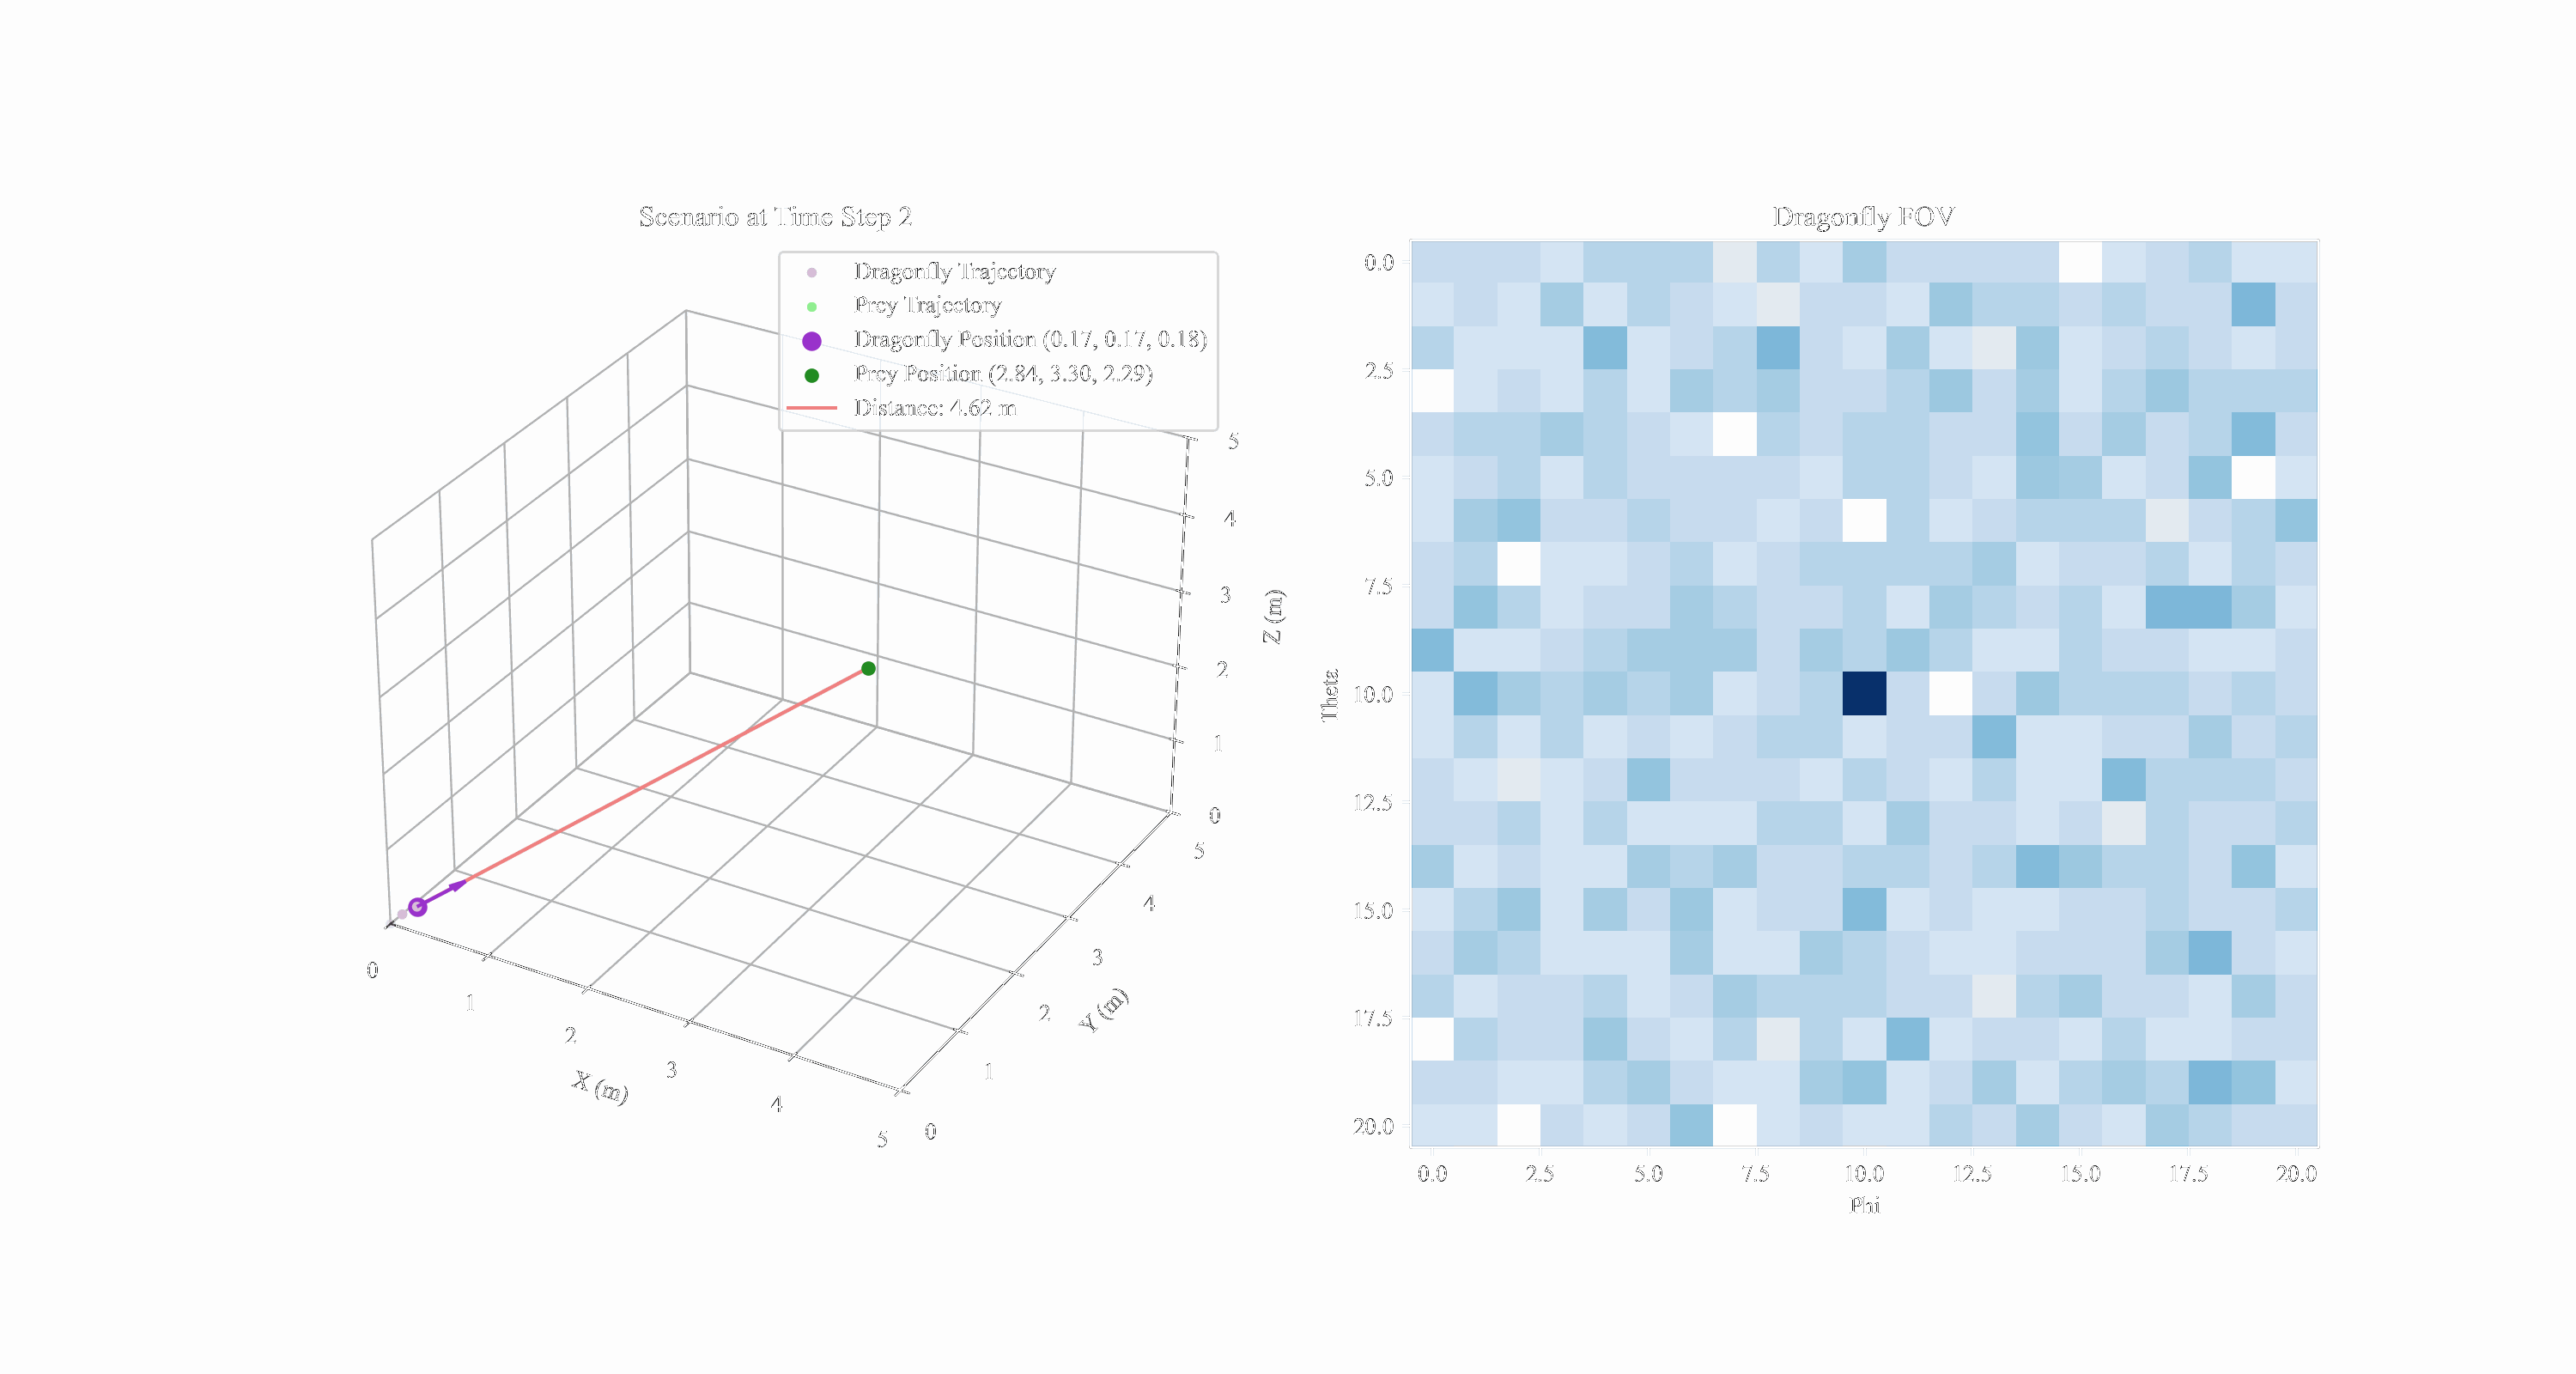 Scenario at Time Step 2
Dragonfly Trajectory
Prey Trajectory
Dragonfly Position (0.17, 0.17, 0.18)
Prey Position (2.84, 3.30, 2.29)
Distance: 4.62 m
5
4
3
2
1
0
Z (m)
5
4
3
2
1
0
Y (m)
0
1
2
3
4
5
X (m)
Dragonfly FOV
0.0
2.5
5.0
7.5
10.0
12.5
15.0
17.5
20.0
Theta
0.0 2.5 5.0 7.5 10.0 12.5 15.0 17.5 20.0
Phi